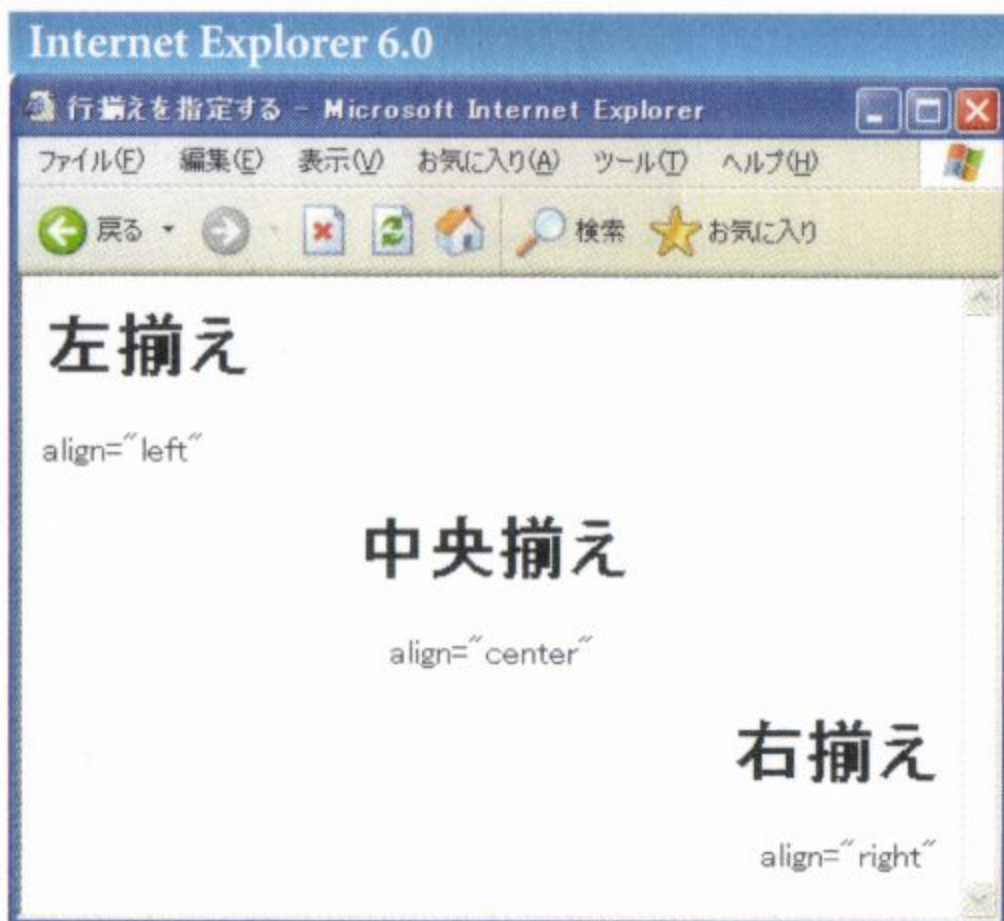 Internet Explorer 6.0
行揃えを指定する - Microsoft Internet Explorer
ファイル(F) 編集(E) 表示(V) お気に入り(A) ツール(T) ヘルプ(H)
戻る 検索 お気に入り
左揃え
align="left"
中央揃え
align="center"
右揃え
align="right"